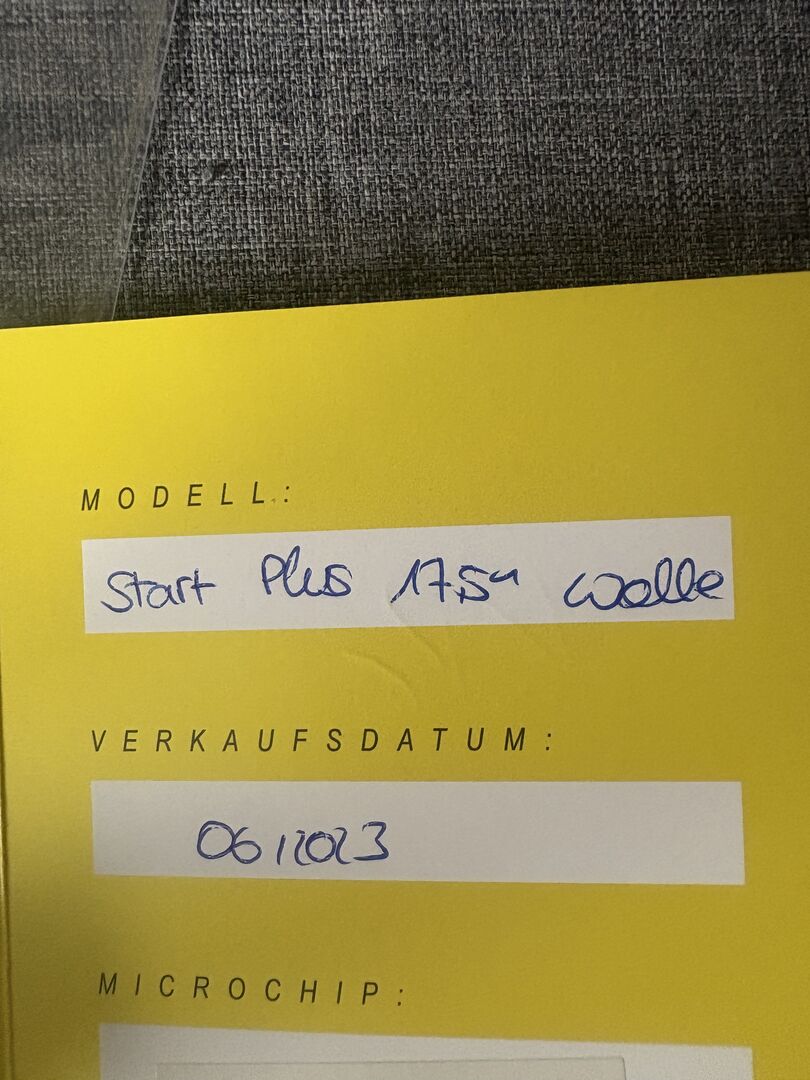 MODELL:
Start Plus 17,5" Wolle
VERKAUFSDATUM:
06/2023
MICROCHIP: